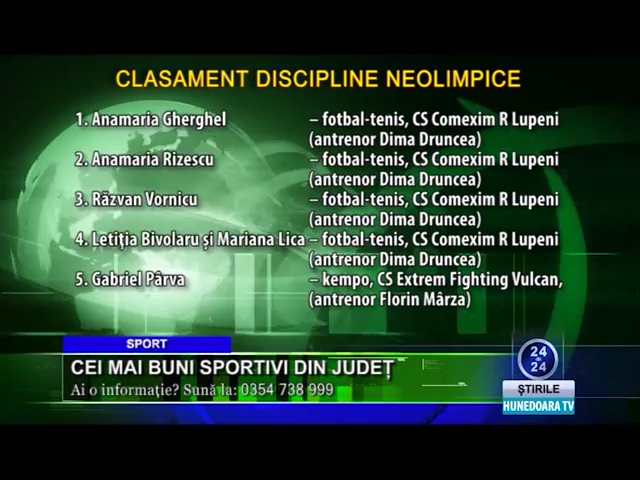 CLASAMENT DISCIPLINE NEOLIMPICE
1. Anamaria Gherghel – fotbal-tenis, CS Comexim R Lupeni
(antrenor Dima Druncea)
2. Anamaria Rizescu – fotbal-tenis, CS Comexim R Lupeni
(antrenor Dima Druncea)
3. Răzvan Vornicu – fotbal-tenis, CS Comexim R Lupeni
(antrenor Dima Druncea)
4. Letiția Bivolaru și Mariana Lica – fotbal-tenis, CS Comexim R Lupeni
(antrenor Dima Druncea)
5. Gabriel Pârva – kempo, CS Extrem Fighting Vulcan,
(antrenor Florin Mârza)
SPORT
CEI MAI BUNI SPORTIVI DIN JUDEȚ
Ai o informație? Sună la: 0354 738 999
24
din
24
ȘTIRILE
HUNEDOARA TV